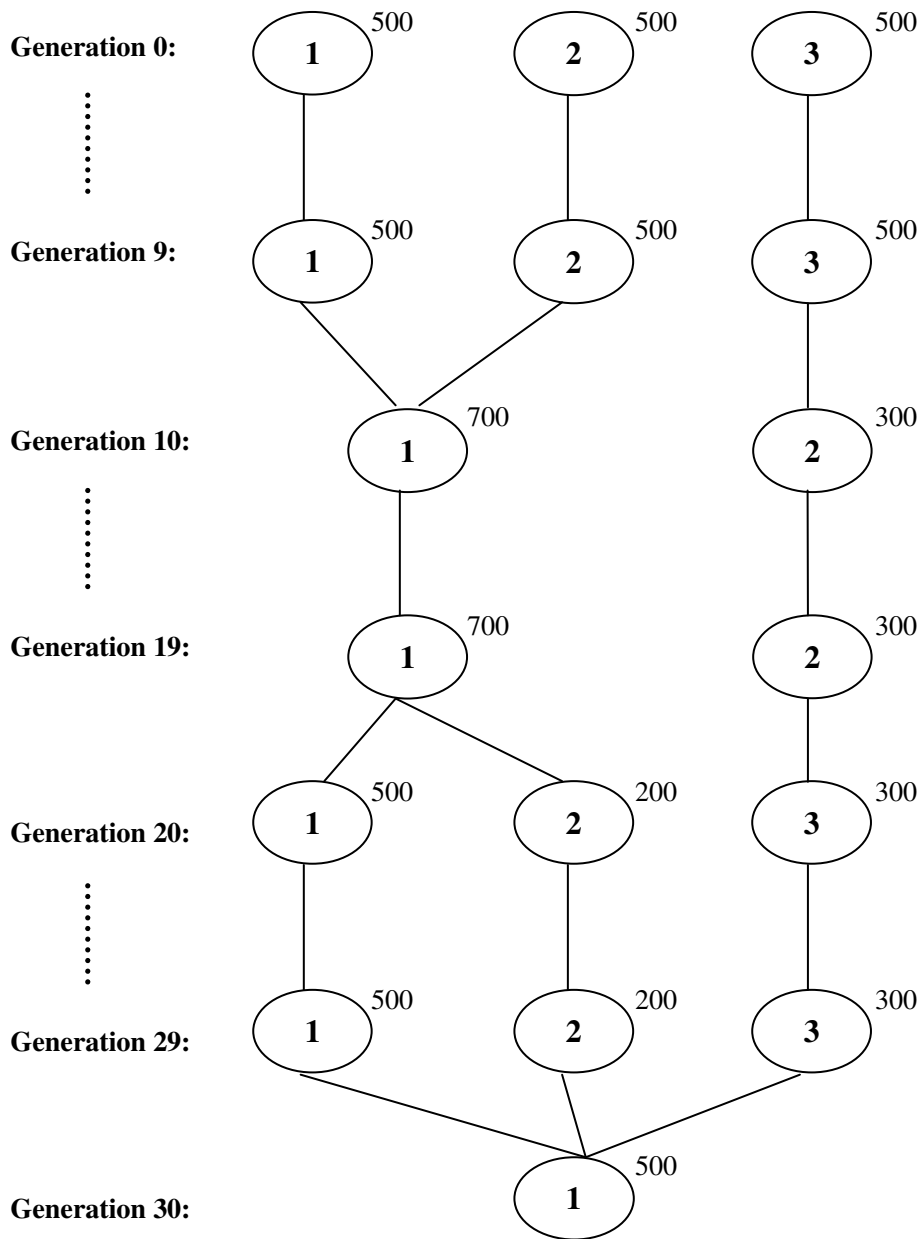 Generation 0: 1 500 2 500 3 500
Generation 9: 1 500 2 500 3 500
Generation 10: 1 700 2 300
Generation 19: 1 700 2 300
Generation 20: 1 500 2 200 3 300
Generation 29: 1 500 2 200 3 300
Generation 30: 1 500